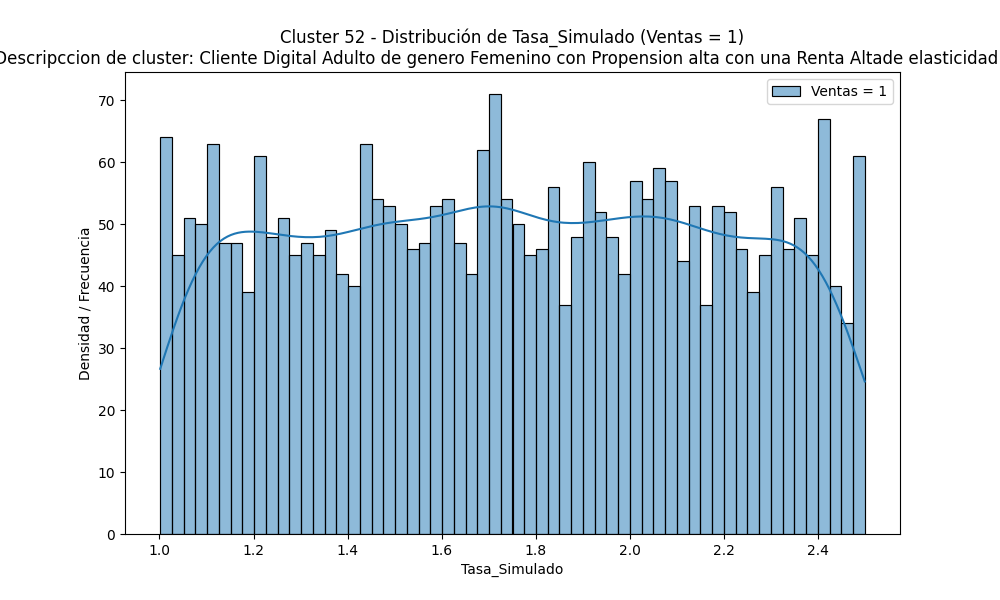 Cluster 52 - Distribución de Tasa_Simulado (Ventas = 1)
Descripccion de cluster: Cliente Digital Adulto de genero Femenino con Propension alta con una Renta Altade elasticidad
Ventas = 1
Densidad / Frecuencia
70
60
50
40
30
20
10
0
1.0 1.2 1.4 1.6 1.8 2.0 2.2 2.4
Tasa_Simulado